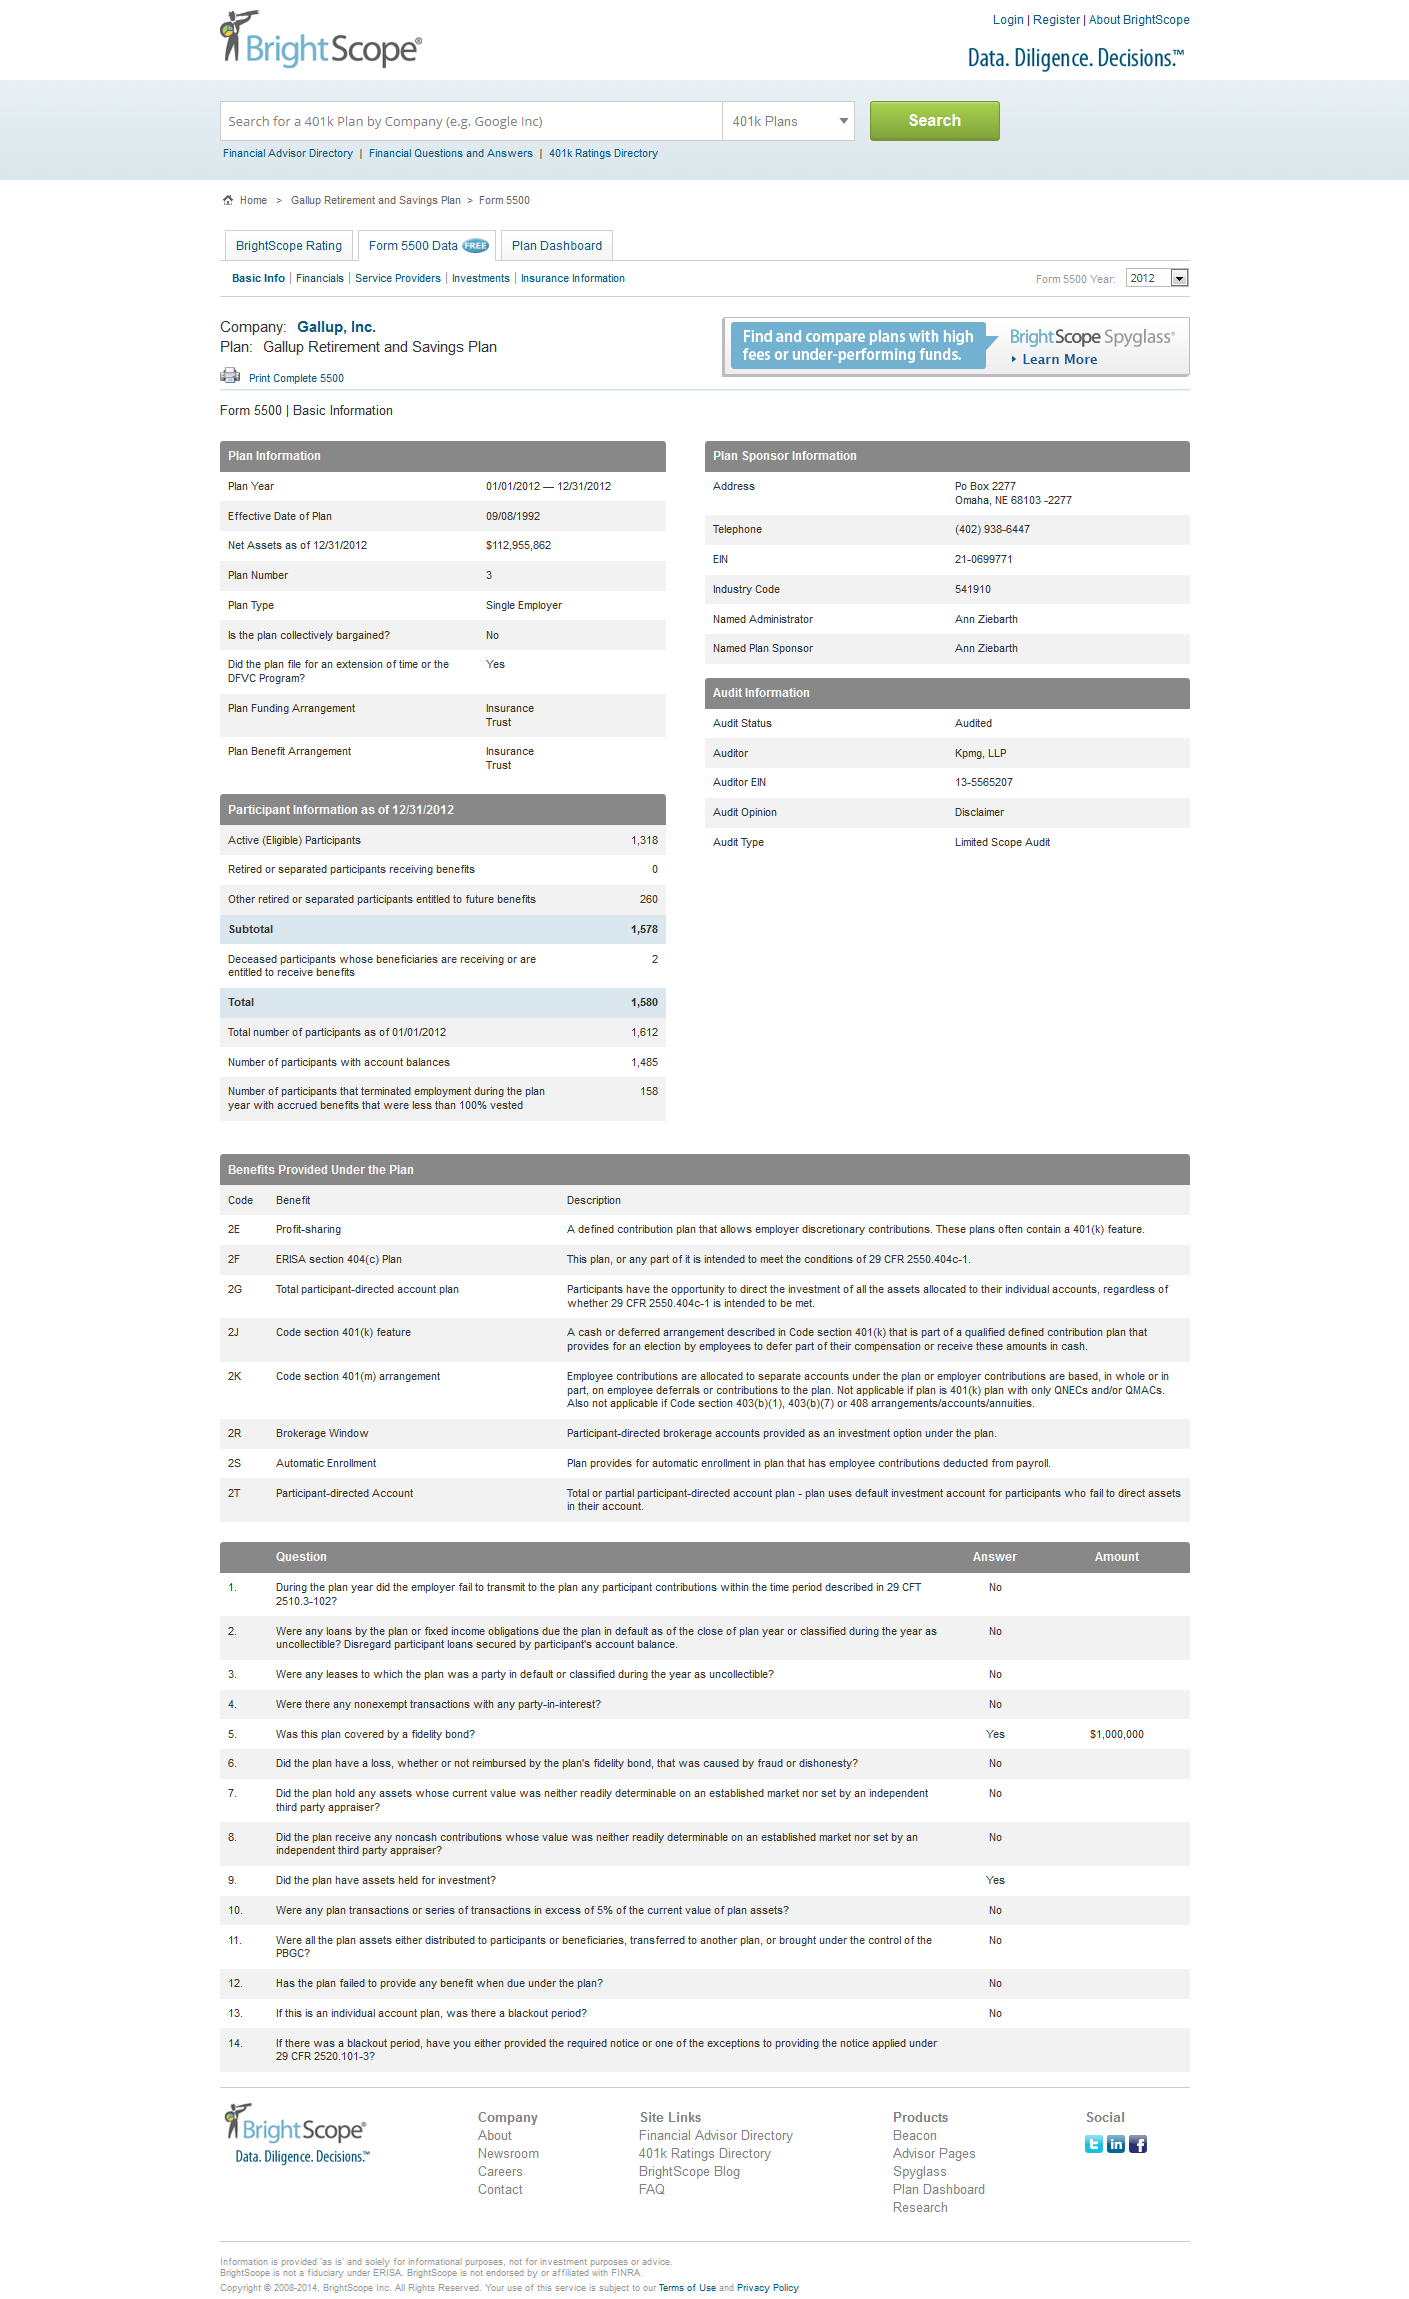 Login | Register | About BrightScope
BrightScope®
Data. Diligence. Decisions.™
Search for a 401k Plan by Company (e.g. Google Inc) 401k Plans Search
Financial Advisor Directory | Financial Questions and Answers | 401k Ratings Directory
Home > Gallup Retirement and Savings Plan > Form 5500
BrightScope Rating Form 5500 Data FREE Plan Dashboard
Basic Info | Financials | Service Providers | Investments | Insurance Information Form 5500 Year: 2012
Company: Gallup, Inc.
Plan: Gallup Retirement and Savings Plan
Print Complete 5500
Find and compare plans with high
fees or under-performing funds.
BrightScope Spyglass®
Learn More
Form 5500 | Basic Information
Plan Information
Plan Year 01/01/2012 — 12/31/2012
Effective Date of Plan 09/08/1992
Net Assets as of 12/31/2012 $112,955,862
Plan Number 3
Plan Type Single Employer
Is the plan collectively bargained? No
Did the plan file for an extension of time or the Yes
DFVC Program?
Plan Funding Arrangement Insurance
Trust
Plan Benefit Arrangement Insurance
Trust
Participant Information as of 12/31/2012
Active (Eligible) Participants 1,318
Retired or separated participants receiving benefits 0
Other retired or separated participants entitled to future benefits 260
Subtotal 1,578
Deceased participants whose beneficiaries are receiving or are 2
entitled to receive benefits
Total 1,580
Total number of participants as of 01/01/2012 1,612
Number of participants with account balances 1,485
Number of participants that terminated employment during the plan 158
year with accrued benefits that were less than 100% vested
Plan Sponsor Information
Address Po Box 2277
Omaha, NE 68103 -2277
Telephone (402) 938-6447
EIN 21-0699771
Industry Code 541910
Named Administrator Ann Ziebarth
Named Plan Sponsor Ann Ziebarth
Audit Information
Audit Status Audited
Auditor Kpmg, LLP
Auditor EIN 13-5565207
Audit Opinion Disclaimer
Audit Type Limited Scope Audit
Benefits Provided Under the Plan
Code Benefit Description
2E Profit-sharing A defined contribution plan that allows employer discretionary contributions. These plans often contain a 401(k) feature.
2F ERISA section 404(c) Plan This plan, or any part of it is intended to meet the conditions of 29 CFR 2550.404c-1.
2G Total participant-directed account plan Participants have the opportunity to direct the investment of all the assets allocated to their individual accounts, regardless of
whether 29 CFR 2550.404c-1 is intended to be met.
2J Code section 401(k) feature A cash or deferred arrangement described in Code section 401(k) that is part of a qualified defined contribution plan that
provides for an election by employees to defer part of their compensation or receive these amounts in cash.
2K Code section 401(m) arrangement Employee contributions are allocated to separate accounts under the plan or employer contributions are based, in whole or in
part, on employee deferrals or contributions to the plan. Not applicable if plan is 401(k) plan with only QNECs and/or QMACs.
Also not applicable if Code section 403(b)(1), 403(b)(7) or 408 arrangements/accounts/annuities.
2R Brokerage Window Participant-directed brokerage accounts provided as an investment option under the plan.
2S Automatic Enrollment Plan provides for automatic enrollment in plan that has employee contributions deducted from payroll.
2T Participant-directed Account Total or partial participant-directed account plan - plan uses default investment account for participants who fail to direct assets
in their account.
Question Answer Amount
1. During the plan year did the employer fail to transmit to the plan any participant contributions within the time period described in 29 CFT No
2510.3-102?
2. Were any loans by the plan or fixed income obligations due the plan in default as of the close of plan year or classified during the year as No
uncollectible? Disregard participant loans secured by participant's account balance.
3. Were any leases to which the plan was a party in default or classified during the year as uncollectible? No
4. Were there any nonexempt transactions with any party-in-interest? No
5. Was this plan covered by a fidelity bond? Yes $1,000,000
6. Did the plan have a loss, whether or not reimbursed by the plan's fidelity bond, that was caused by fraud or dishonesty? No
7. Did the plan hold any assets whose current value was neither readily determinable on an established market nor set by an independent No
third party appraiser?
8. Did the plan receive any noncash contributions whose value was neither readily determinable on an established market nor set by an No
independent third party appraiser?
9. Did the plan have assets held for investment? Yes
10. Were any plan transactions or series of transactions in excess of 5% of the current value of plan assets? No
11. Were all the plan assets either distributed to participants or beneficiaries, transferred to another plan, or brought under the control of the No
PBGC?
12. Has the plan failed to provide any benefit when due under the plan? No
13. If this is an individual account plan, was there a blackout period? No
14. If there was a blackout period, have you either provided the required notice or one of the exceptions to providing the notice applied under
29 CFR 2520.101-3?
BrightScope®
Data. Diligence. Decisions.™
Company
About
Newsroom
Careers
Contact
Site Links
Financial Advisor Directory
401k Ratings Directory
BrightScope Blog
FAQ
Products
Beacon
Advisor Pages
Spyglass
Plan Dashboard
Research
Social
t in f
Information is provided 'as is' and solely for informational purposes, not for investment purposes or advice.
BrightScope is not a fiduciary under ERISA. BrightScope is not endorsed by or affiliated with FINRA.
Copyright © 2008-2014, BrightScope Inc. All Rights Reserved. Your use of this service is subject to our Terms of Use and Privacy Policy